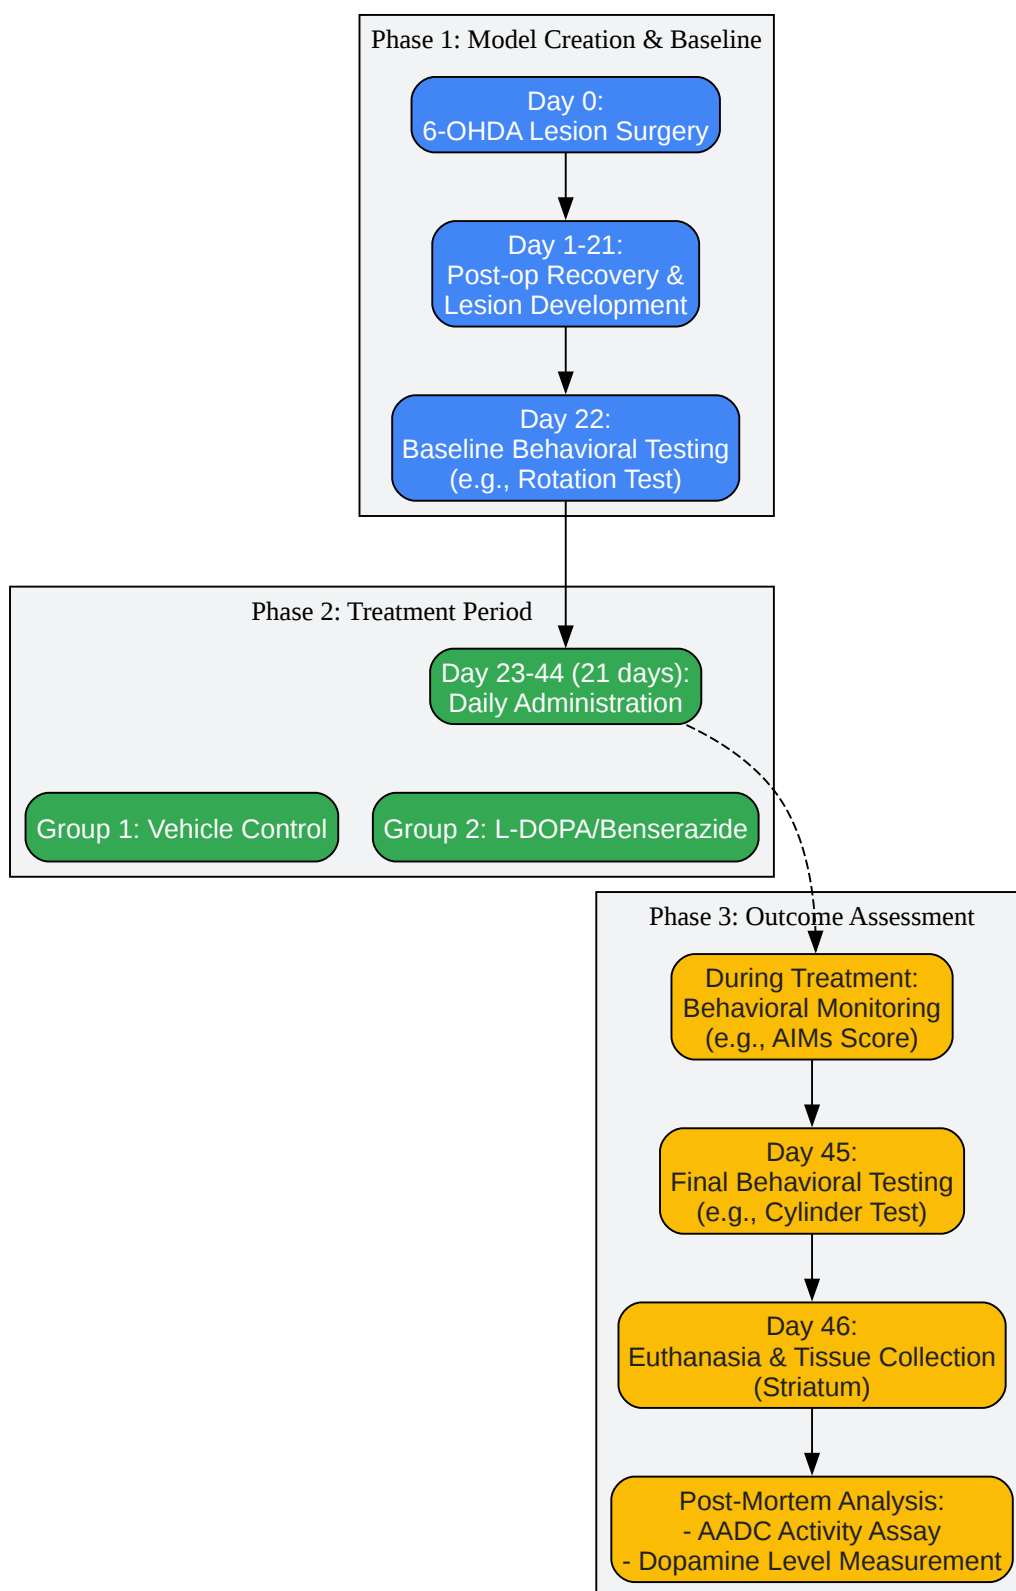 Phase 1: Model Creation & Baseline
Day 0:
6-OHDA Lesion Surgery
Day 1-21:
Post-op Recovery &
Lesion Development
Day 22:
Baseline Behavioral Testing
(e.g., Rotation Test)
Phase 2: Treatment Period
Day 23-44 (21 days):
Daily Administration
Group 1: Vehicle Control
Group 2: L-DOPA/Benserazide
Phase 3: Outcome Assessment
During Treatment:
Behavioral Monitoring
(e.g., AIMs Score)
Day 45:
Final Behavioral Testing
(e.g., Cylinder Test)
Day 46:
Euthanasia & Tissue Collection
(Striatum)
Post-Mortem Analysis:
- AADC Activity Assay
- Dopamine Level Measurement